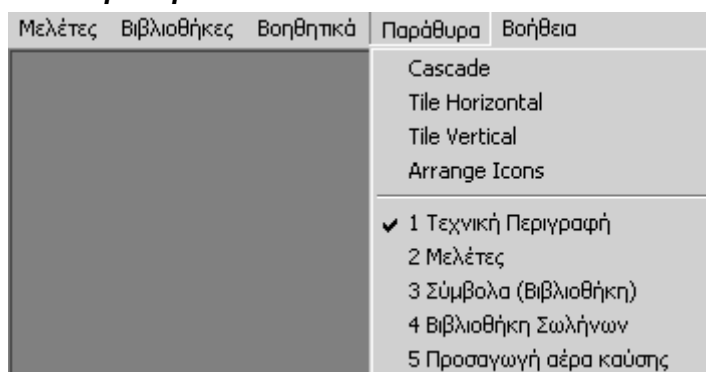 Μελέτες Βιβλιοθήκες Βοηθητικά Παράθυρα Βοήθεια
Cascade
Tile Horizontal
Tile Vertical
Arrange Icons
✔ 1 Τεχνική Περιγραφή
2 Μελέτες
3 Σύμβολα (Βιβλιοθήκη)
4 Βιβλιοθήκη Σωλήνων
5 Προσαγωγή αέρα καύσης